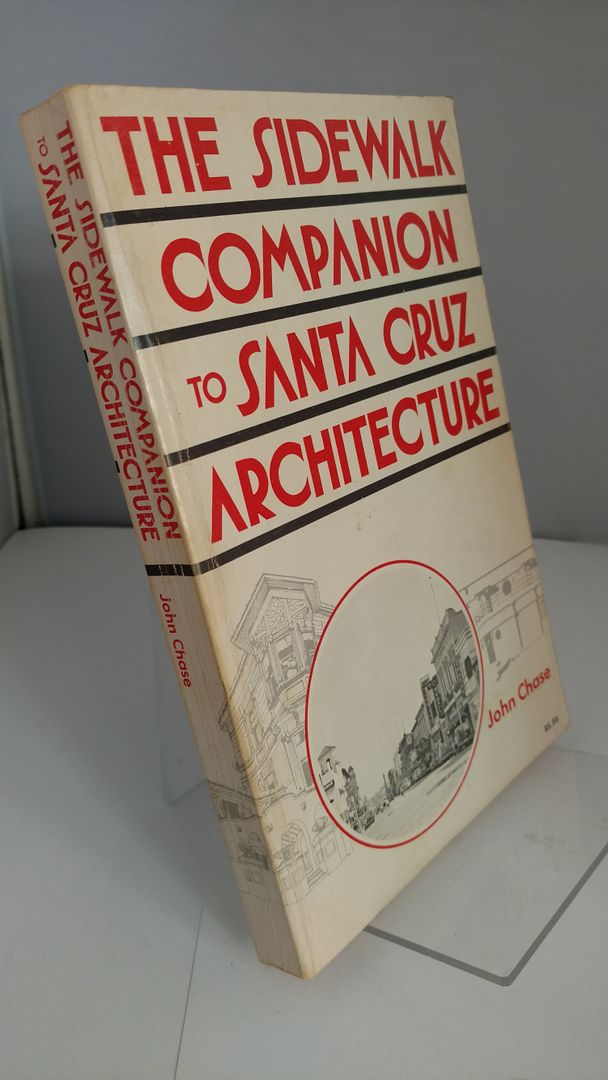 THE SIDEWALK
COMPANION
TO SANTA CRUZ
ARCHITECTURE
John Chase
THE SIDEWALK COMPANION
TO SANTA CRUZ ARCHITECTURE
John Chase